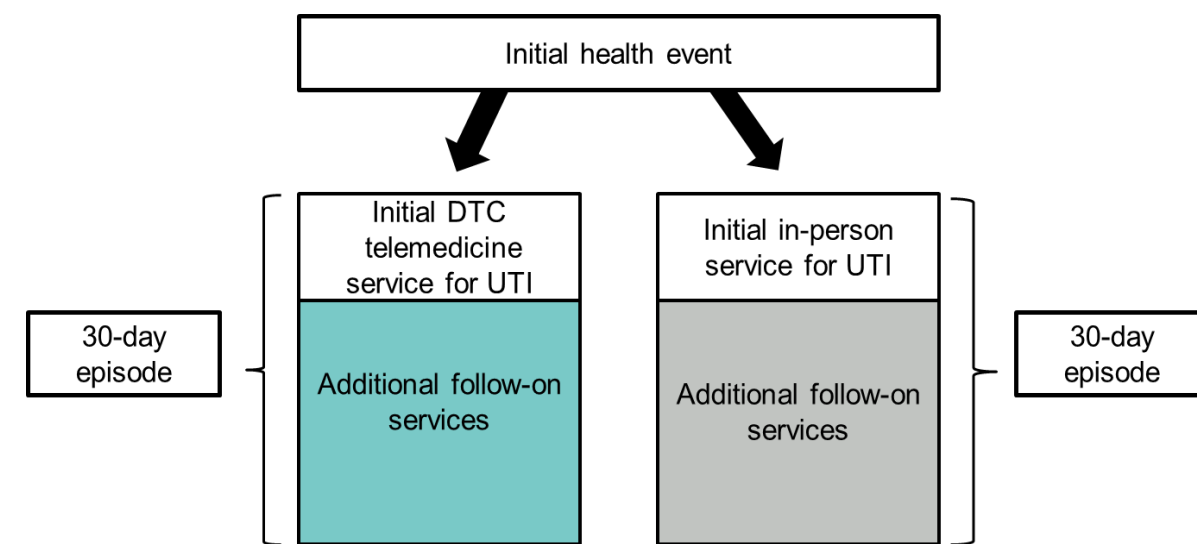 Initial health event
Initial DTC
telemedicine
service for UTI
Initial in-person
service for UTI
30-day
episode
Additional follow-on
services
Additional follow-on
services
30-day
episode